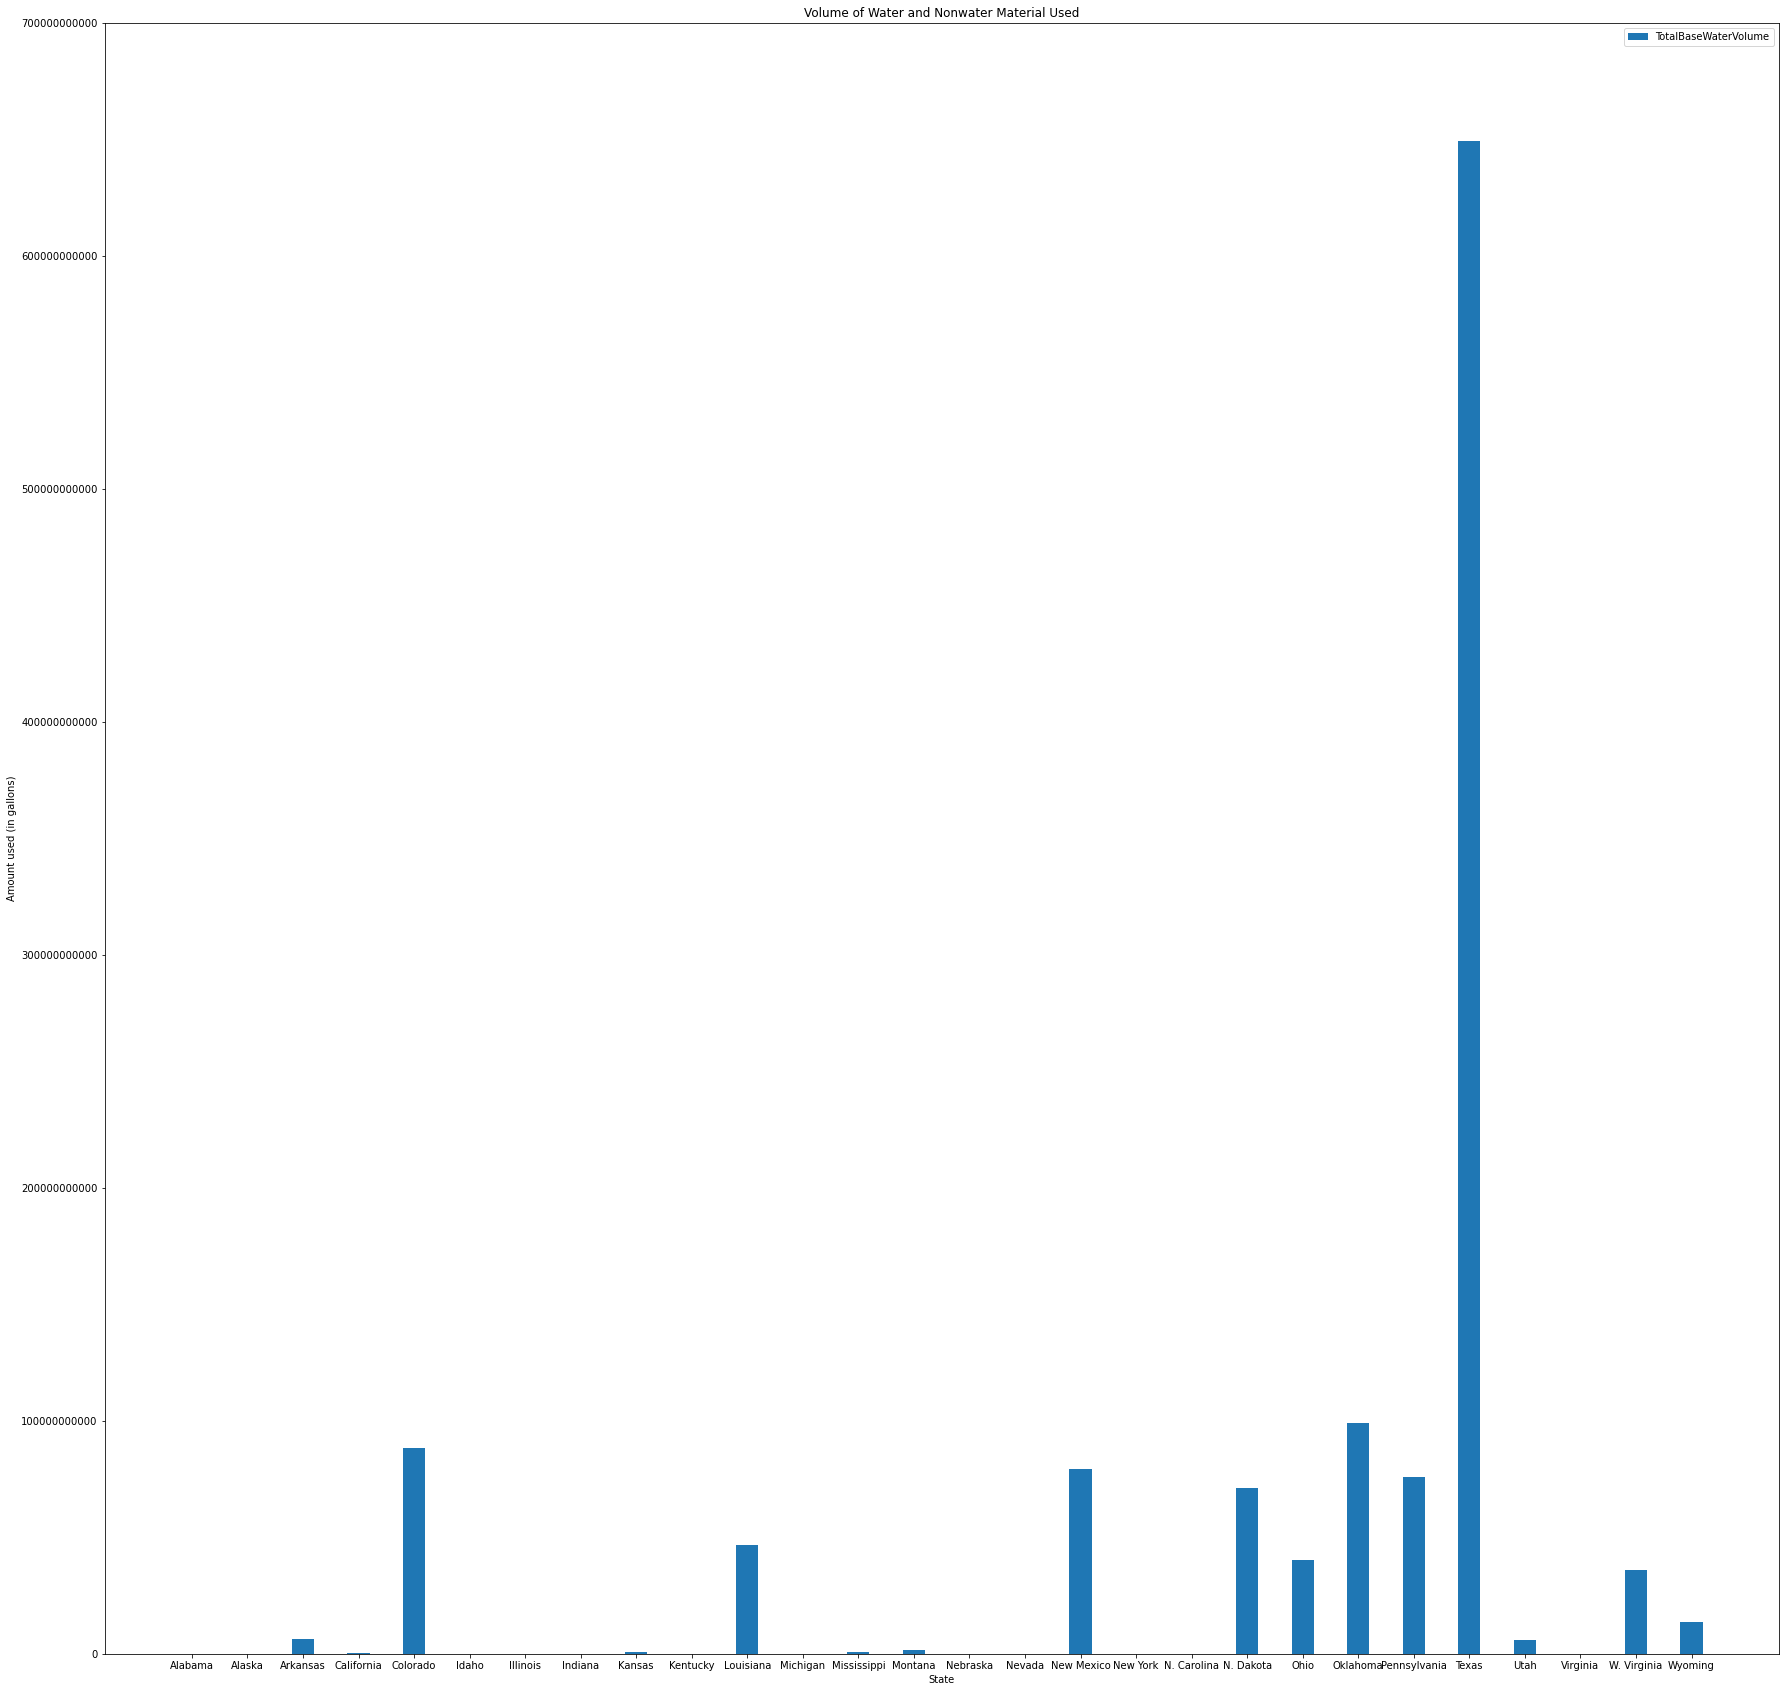 Volume of Water and Nonwater Material Used
TotalBaseWaterVolume
700000000000
600000000000
500000000000
400000000000
300000000000
200000000000
100000000000
0
Amount used (in gallons)
Alabama Alaska Arkansas California Colorado Idaho Illinois Indiana Kansas Kentucky Louisiana Michigan Mississippi Montana Nebraska Nevada New Mexico New York N. Carolina N. Dakota Ohio Oklahoma Pennsylvania Texas Utah Virginia W. Virginia Wyoming
State